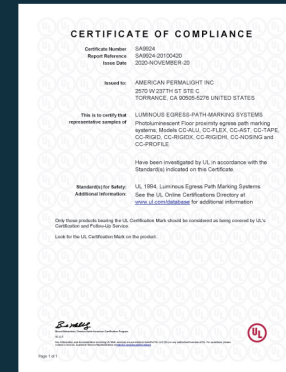 CERTIFICATE OF COMPLIANCE
Certificate Number SA9924
Report Reference SA9924-20100420
Issue Date 2020-NOVEMBER-20
Issued to: AMERICAN PERMALIGHT INC
2570 W 237TH ST STE C
TORRANCE, CA 90505-5276 UNITED STATES
This is to certify that LUMINOUS EGRESS-PATH-MARKING SYSTEMS
representative samples of Photoluminescent Floor proximity egress path marking
systems, Models CC-ALU, CC-FLEX, CC-AST, CC-TAPE,
CC-RIGID, CC-RIGIDX, CC-RIGIDH, CC-NOSING and
CC-PROFILE
Have been investigated by UL in accordance with the
Standard(s) indicated on this Certificate.
Standard(s) for Safety: UL 1994, Luminous Egress Path Marking Systems
Additional Information: See the UL Online Certifications Directory at
www.ul.com/database for additional information
Only those products bearing the UL Certification Mark should be considered as being covered by UL's
Certification and Follow-Up Service.
Look for the UL Certification Mark on the product.
UL
Page 1 of 1